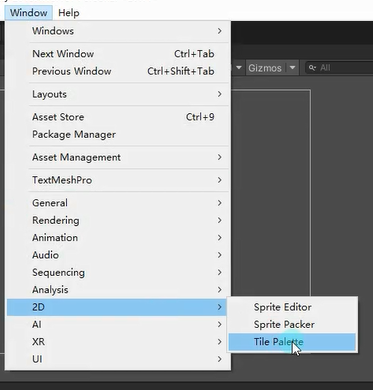 Window Help
Windows
Next Window Ctrl+Tab
Previous Window Ctrl+Shift+Tab
Layouts
Asset Store Ctrl+9
Package Manager
Asset Management
TextMeshPro
General
Rendering
Animation
Audio
Sequencing
Analysis
2D
AI
XR
UI
Gizmos All
Sprite Editor
Sprite Packer
Tile Palette